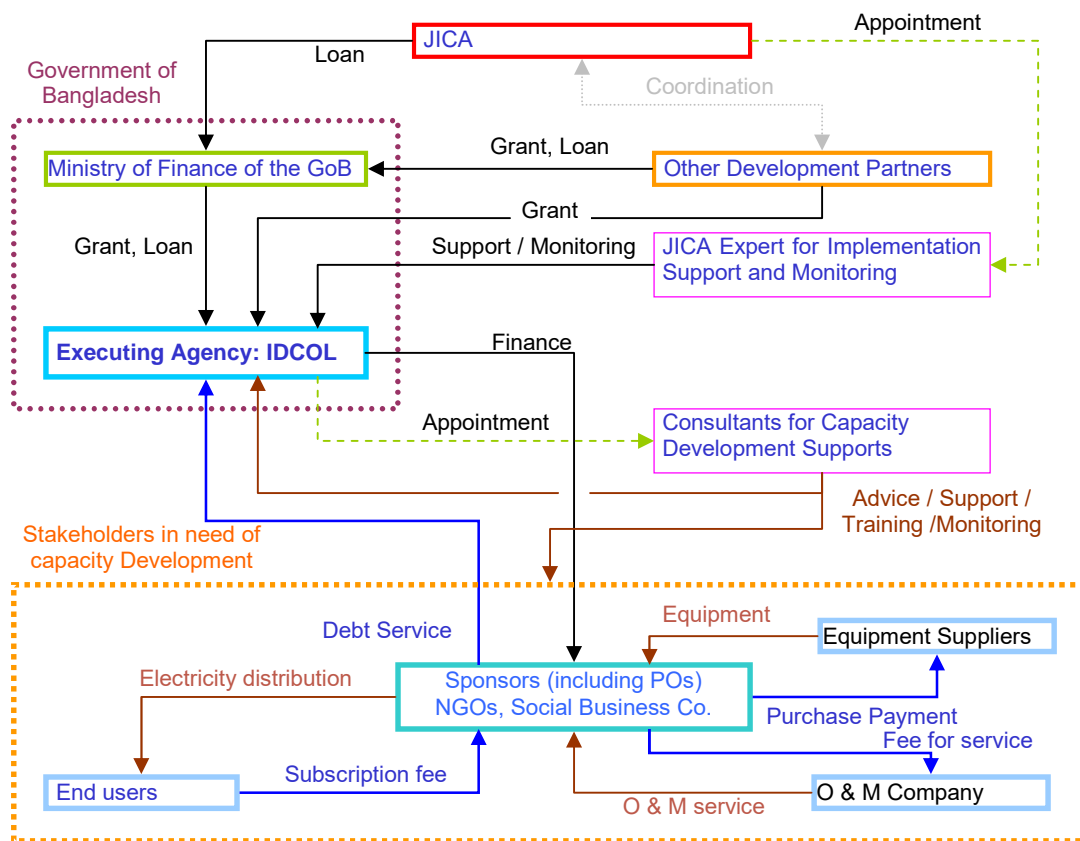 Appointment
JICA
Loan
Government of
Bangladesh
Coordination
Grant, Loan
Ministry of Finance of the GoB
Other Development Partners
Grant
Grant, Loan
Support / Monitoring
JICA Expert for Implementation
Support and Monitoring
Executing Agency: IDCOL
Finance
Appointment
Consultants for Capacity
Development Supports
Advice / Support /
Training /Monitoring
Stakeholders in need of
capacity Development
Debt Service
Equipment
Equipment Suppliers
Electricity distribution
Sponsors (including POs)
NGOs, Social Business Co.
Purchase Payment
Fee for service
Subscription fee
End users
O & M service
O & M Company